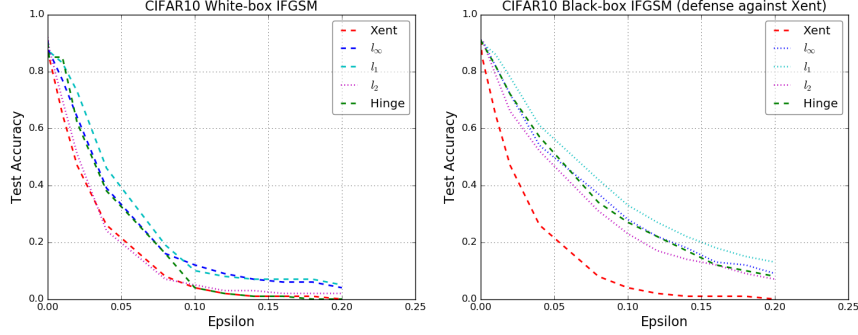 CIFAR10 White-box IFGSM
1.0
0.8
0.6
0.4
0.2
0.0
Test Accuracy
0.00 0.05 0.10 0.15 0.20 0.25
Epsilon
Xent
l∞
l1
l2
Hinge
CIFAR10 Black-box IFGSM (defense against Xent)
1.0
0.8
0.6
0.4
0.2
0.0
Test Accuracy
0.00 0.05 0.10 0.15 0.20 0.25
Epsilon
Xent
l∞
l1
l2
Hinge